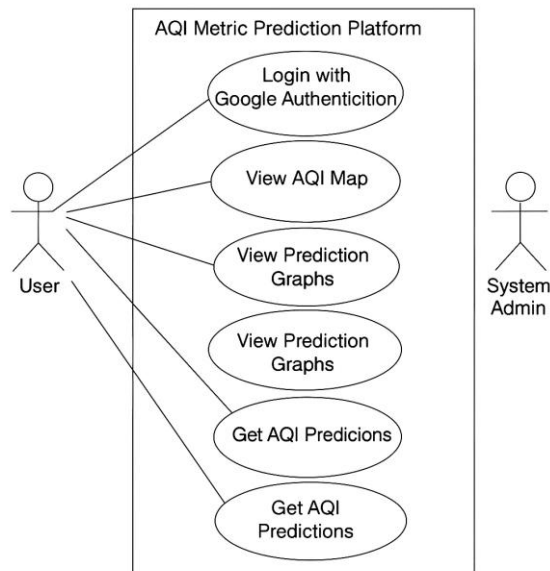 AQI Metric Prediction Platform
Login with
Google Authenticition
View AQI Map
View Prediction
Graphs
View Prediction
Graphs
Get AQI Predicions
Get AQI
Predictions
User
System
Admin